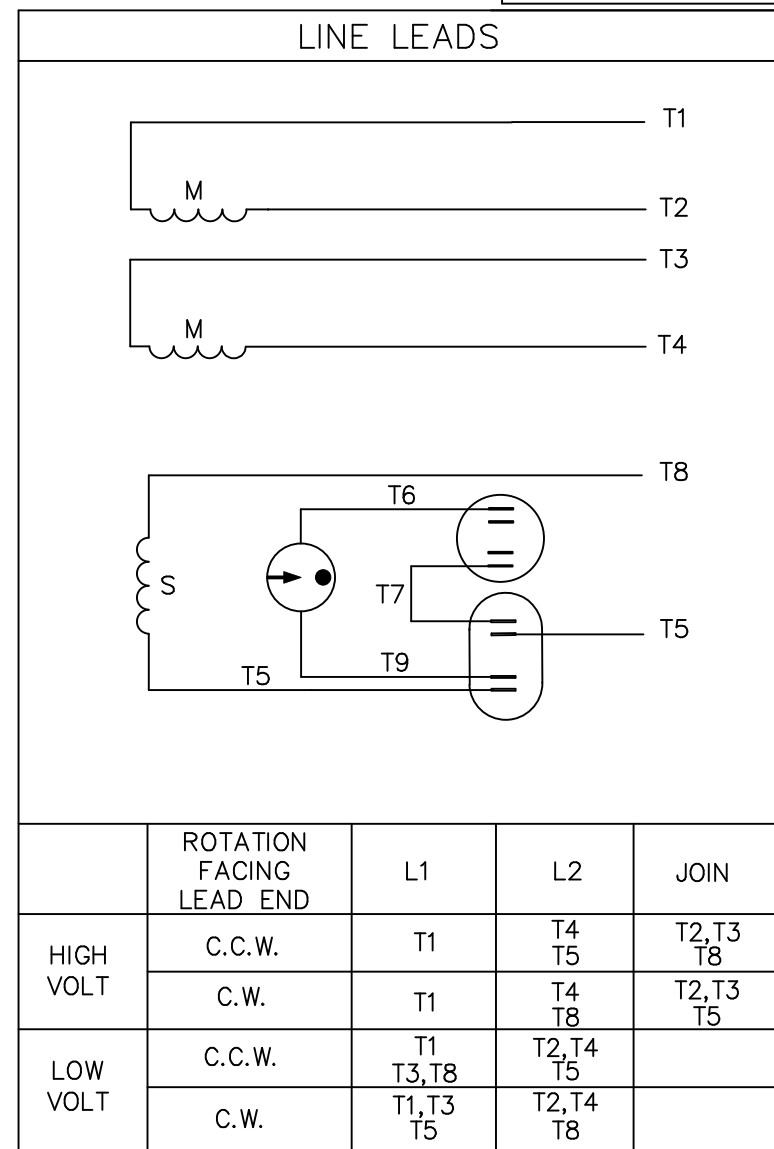 LINE LEADS
T1
M
T2
T3
M
T4
T8
T6
S
T7
T5
T9
T5
ROTATION
FACING
LEAD END
L1
L2
JOIN
HIGH
VOLT
C.C.W.
T1
T4
T5
T2,T3
T8
C.W.
T1
T4
T8
T2,T3
T5
LOW
VOLT
C.C.W.
T1
T3,T8
T2,T4
T5
C.W.
T1,T3
T5
T2,T4
T8